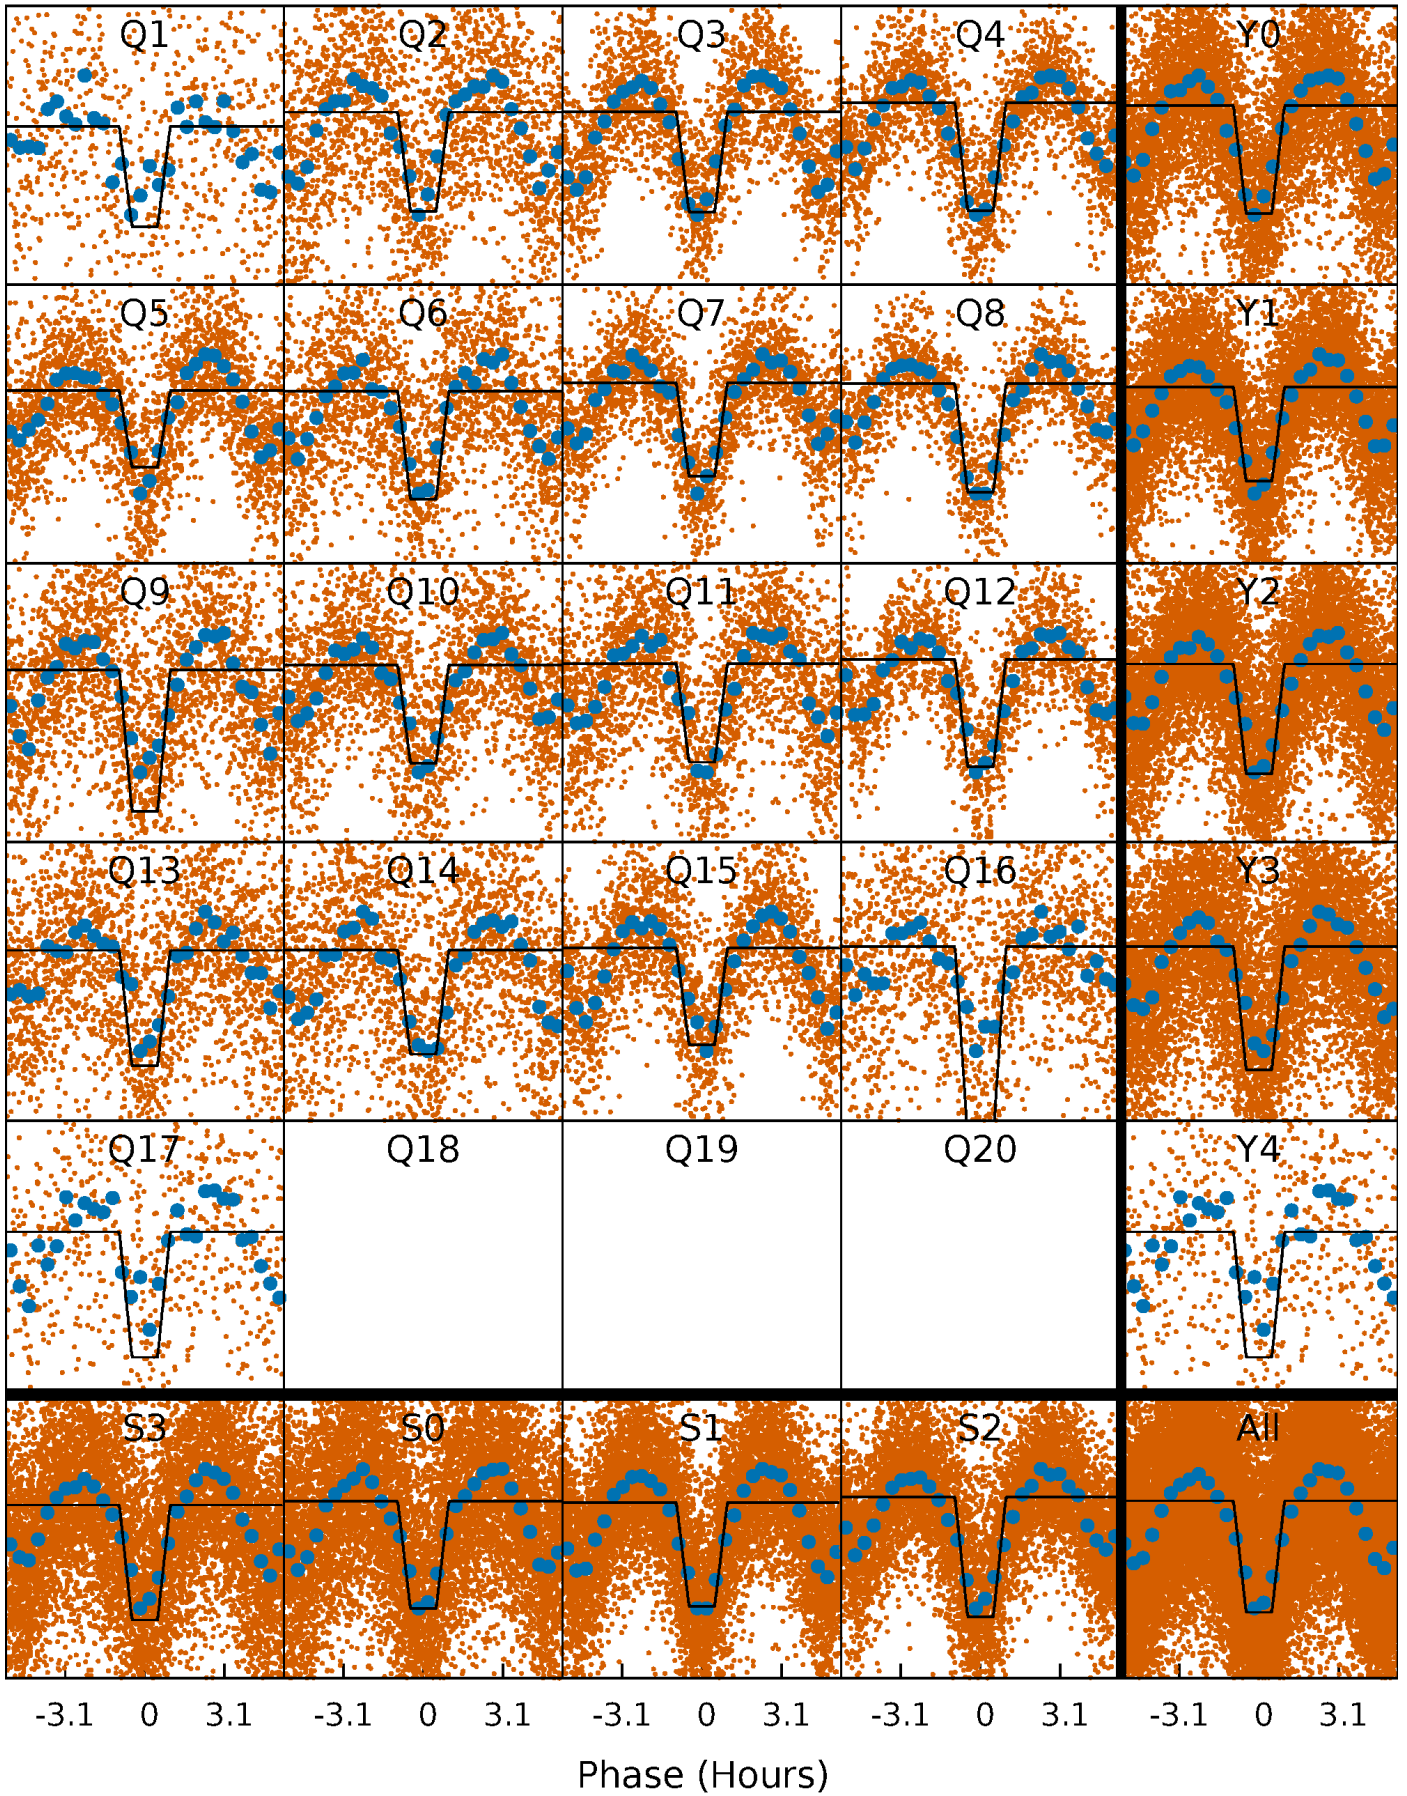 Q1 Q2 Q3 Q4 Y0
Q5 Q6 Q7 Q8 Y1
Q9 Q10 Q11 Q12 Y2
Q13 Q14 Q15 Q16 Y3
Q17 Q18 Q19 Q20 Y4
S3 S0 S1 S2 All
-3.1 0 3.1 -3.1 0 3.1 -3.1 0 3.1 -3.1 0 3.1 -3.1 0 3.1
Phase (Hours)